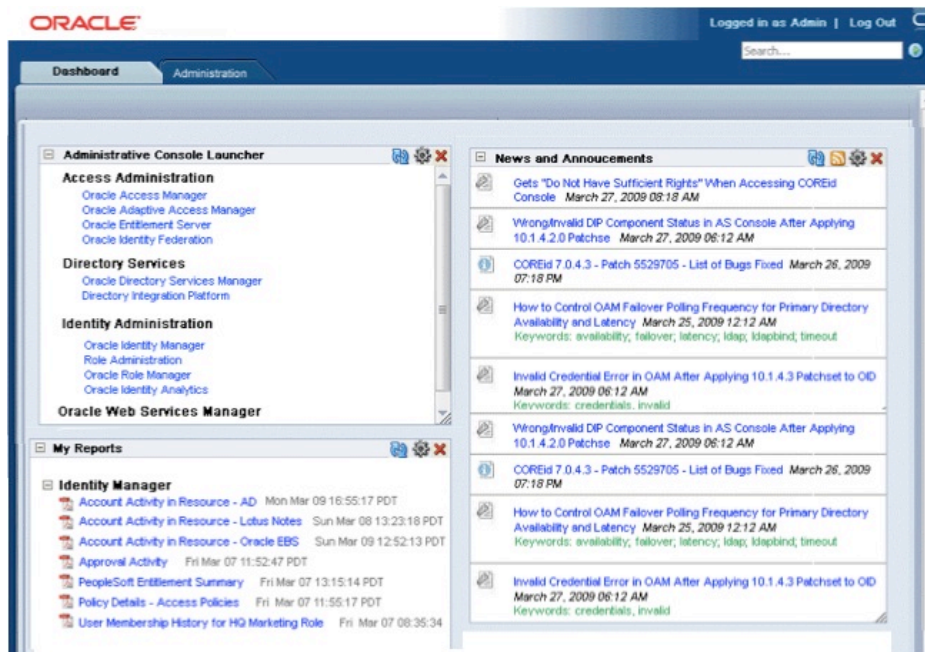 ORACLE
Logged in as Admin | Log Out
Search...
Dashboard
Administration
Administrative Console Launcher
Access Administration
Oracle Access Manager
Oracle Adaptive Access Manager
Oracle Entitlement Server
Oracle Identity Federation
Directory Services
Oracle Directory Services Manager
Directory Integration Platform
Identity Administration
Oracle Identity Manager
Role Administration
Oracle Role Manager
Oracle Identity Analytics
Oracle Web Services Manager
My Reports
Identity Manager
Account Activity in Resource - AD Mon Mar 09 16:55:17 PDT
Account Activity in Resource - Lotus Notes Sun Mar 08 13:23:18 PDT
Account Activity in Resource - Oracle EBS Sun Mar 09 12:52:13 PDT
Approval Activity Fri Mar 07 11:52:47 PDT
PeopleSoft Entitlement Summary Fri Mar 07 13:15:14 PDT
Policy Details - Access Policies Fri Mar 07 11:55:17 PDT
User Membership History for HQ Marketing Role Fri Mar 07 08:35:34
News and Annoucements
Gets "Do Not Have Sufficient Rights" When Accessing COREid
Console March 27, 2009 08:18 AM
Wrong/Invalid DIP Component Status in AS Console After Applying
10.1.4.2.0 Patchse March 27, 2009 06:12 AM
COREid 7.0.4.3 - Patch 5529705 - List of Bugs Fixed March 26, 2009
07:18 PM
How to Control OAM Failover Polling Frequency for Primary Directory
Availability and Latency March 25, 2009 12:12 AM
Keywords: availability; failover; latency; ldap; ldapbind; timeout
Invalid Credential Error in OAM After Applying 10.1.4.3 Patchset to OID
March 27, 2009 06:12 AM
Keywords: credentials, invalid
Wrong/Invalid DIP Component Status in AS Console After Applying
10.1.4.2.0 Patchse March 27, 2009 06:12 AM
COREid 7.0.4.3 - Patch 5529705 - List of Bugs Fixed March 26, 2009
07:18 PM
How to Control OAM Failover Polling Frequency for Primary Directory
Availability and Latency March 25, 2009 12:12 AM
Keywords: availability; failover; latency; ldap; ldapbind; timeout
Invalid Credential Error in OAM After Applying 10.1.4.3 Patchset to OID
March 27, 2009 06:12 AM
Keywords: credentials, invalid